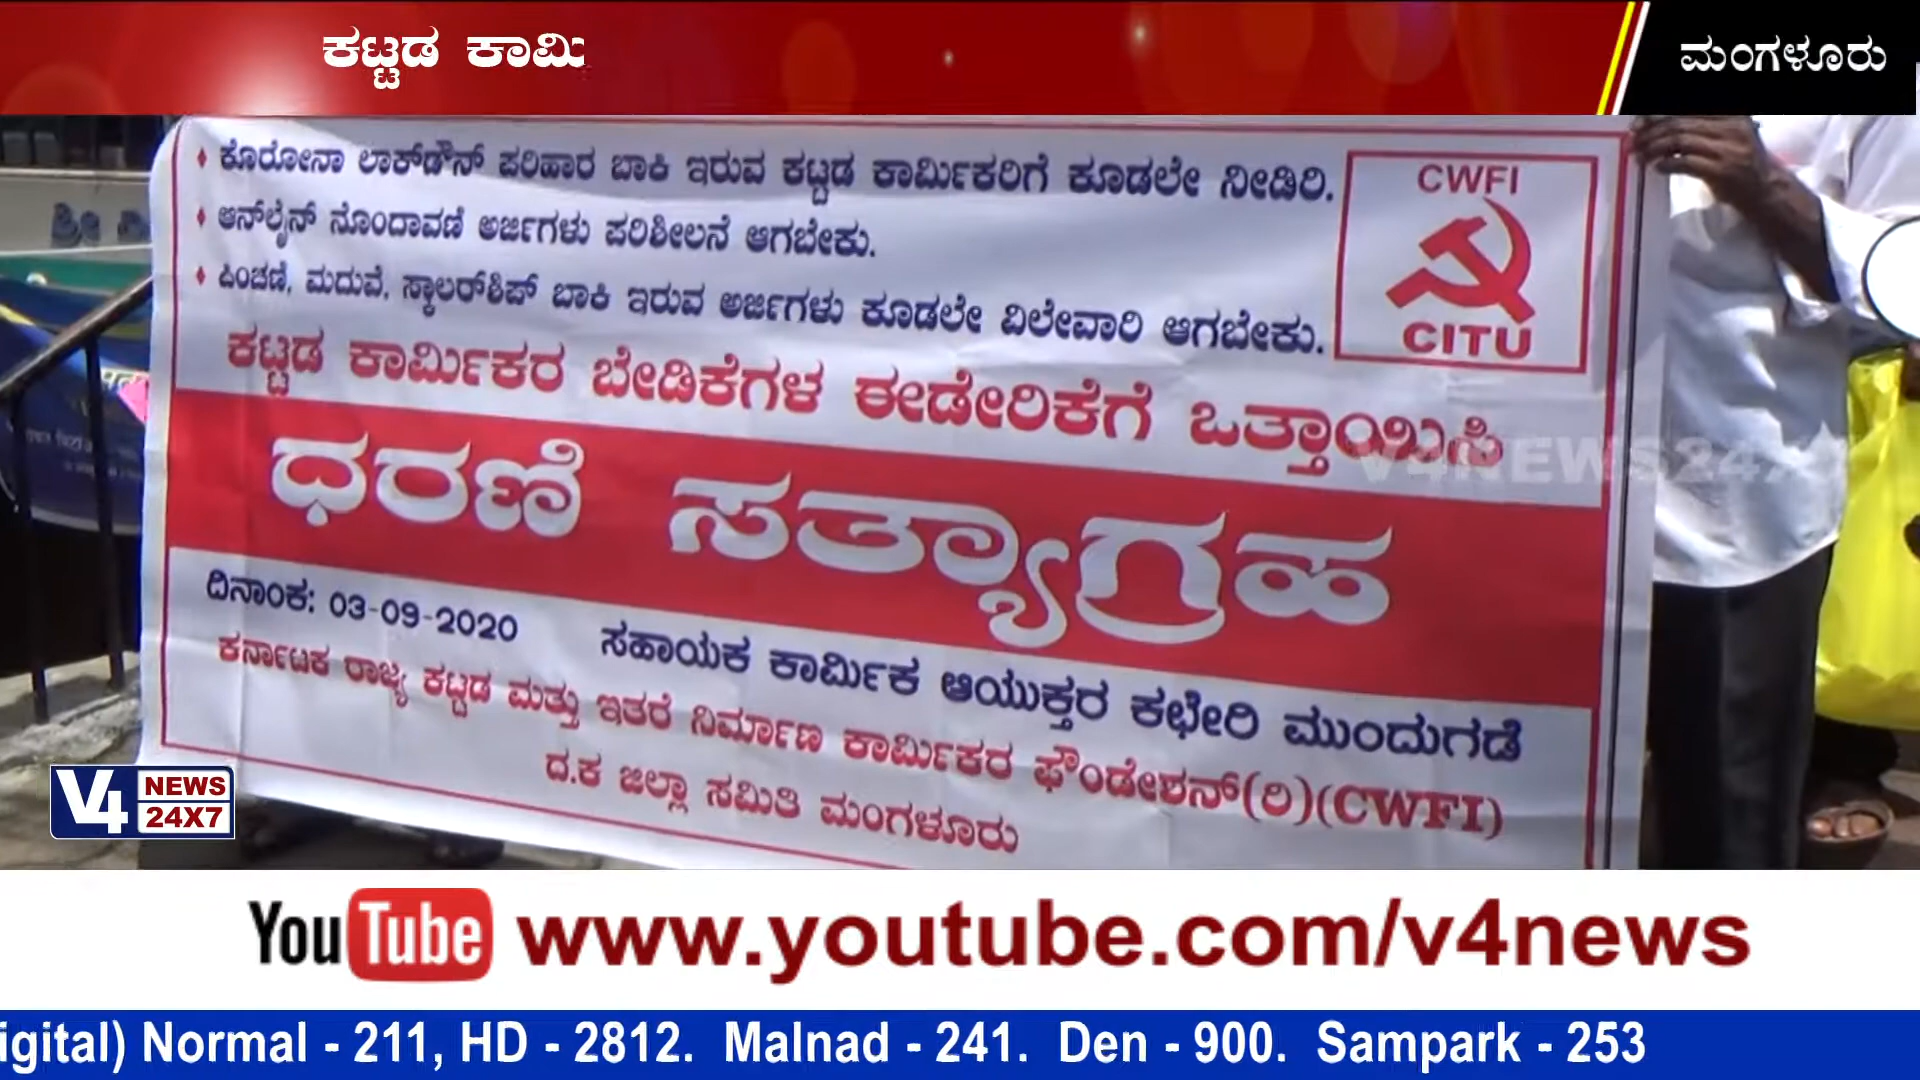 ಕಟ್ಟಡ ಕಾರ್ಮಿ
ಮಂಗಳೂರು
ಕೊರೋನಾ ಲಾಕ್‌ಡೌನ್ ಪರಿಹಾರ ಬಾಕಿ ಇರುವ ಕಟ್ಟಡ ಕಾರ್ಮಿಕರಿಗೆ ಕೂಡಲೇ ನೀಡಿರಿ.
ಆನ್‌ಲೈನ್ ನೊಂದಾವಣಿ ಅರ್ಜಿಗಳು ಪರಿಶೀಲನೆ ಆಗಬೇಕು.
ಪಿಂಚಣಿ, ಮದುವೆ, ಸ್ಕಾಲರ್‌ಶಿಪ್ ಬಾಕಿ ಇರುವ ಅರ್ಜಿಗಳು ಕೂಡಲೇ ವಿಲೇವಾರಿ ಆಗಬೇಕು.
CWFI
CITU
ಕಟ್ಟಡ ಕಾರ್ಮಿಕರ ಬೇಡಿಕೆಗಳ ಈಡೇರಿಕೆಗೆ ಒತ್ತಾಯಿಸಿ
V4NEWS24X7
ಧರಣಿ ಸತ್ಯಾಗ್ರಹ
ದಿನಾಂಕ: 03-09-2020 ಸಹಾಯಕ ಕಾರ್ಮಿಕ ಆಯುಕ್ತರ ಕಛೇರಿ ಮುಂದುಗಡೆ
ಕರ್ನಾಟಕ ರಾಜ್ಯ ಕಟ್ಟಡ ಮತ್ತು ಇತರೆ ನಿರ್ಮಾಣ ಕಾರ್ಮಿಕರ ಫೌಂಡೇಶನ್(ರಿ)(CWFI)
ದ.ಕ ಜಿಲ್ಲಾ ಸಮಿತಿ ಮಂಗಳೂರು
V4 NEWS
24X7
YouTube www.youtube.com/v4news
igital) Normal - 211, HD - 2812. Malnad - 241. Den - 900. Sampark - 253